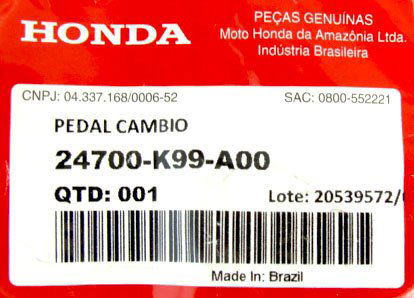 HONDA
PEÇAS GENUÍNAS
Moto Honda da Amazônia Ltda.
Indústria Brasileira
CNPJ: 04.337.168/0006-52
SAC: 0800-552221
PEDAL CAMBIO
24700-K99-A00
QTD: 001
Lote: 20539572/
Made In: Brazil